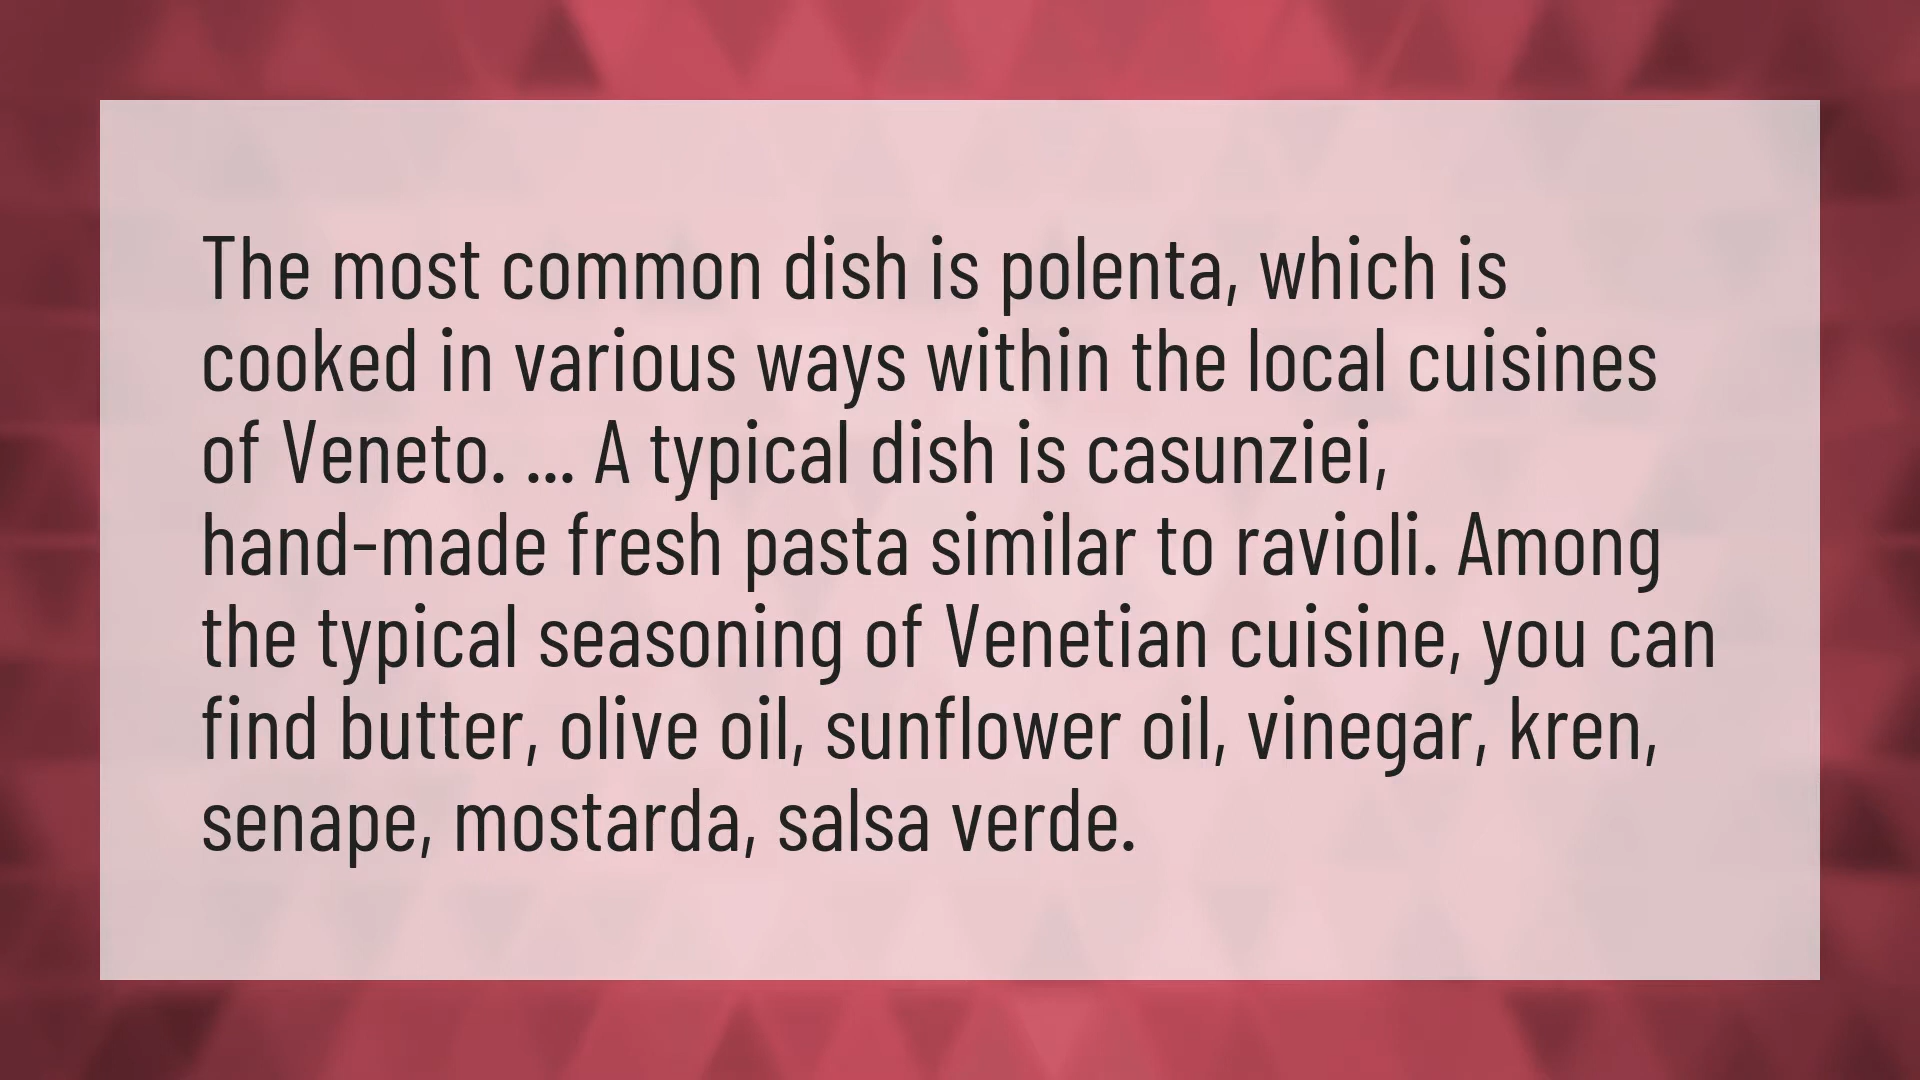 The most common dish is polenta, which is
cooked in various ways within the local cuisines
of Veneto. ... A typical dish is casunziei,
hand-made fresh pasta similar to ravioli. Among
the typical seasoning of Venetian cuisine, you can
find butter, olive oil, sunflower oil, vinegar, kren,
senape, mostarda, salsa verde.